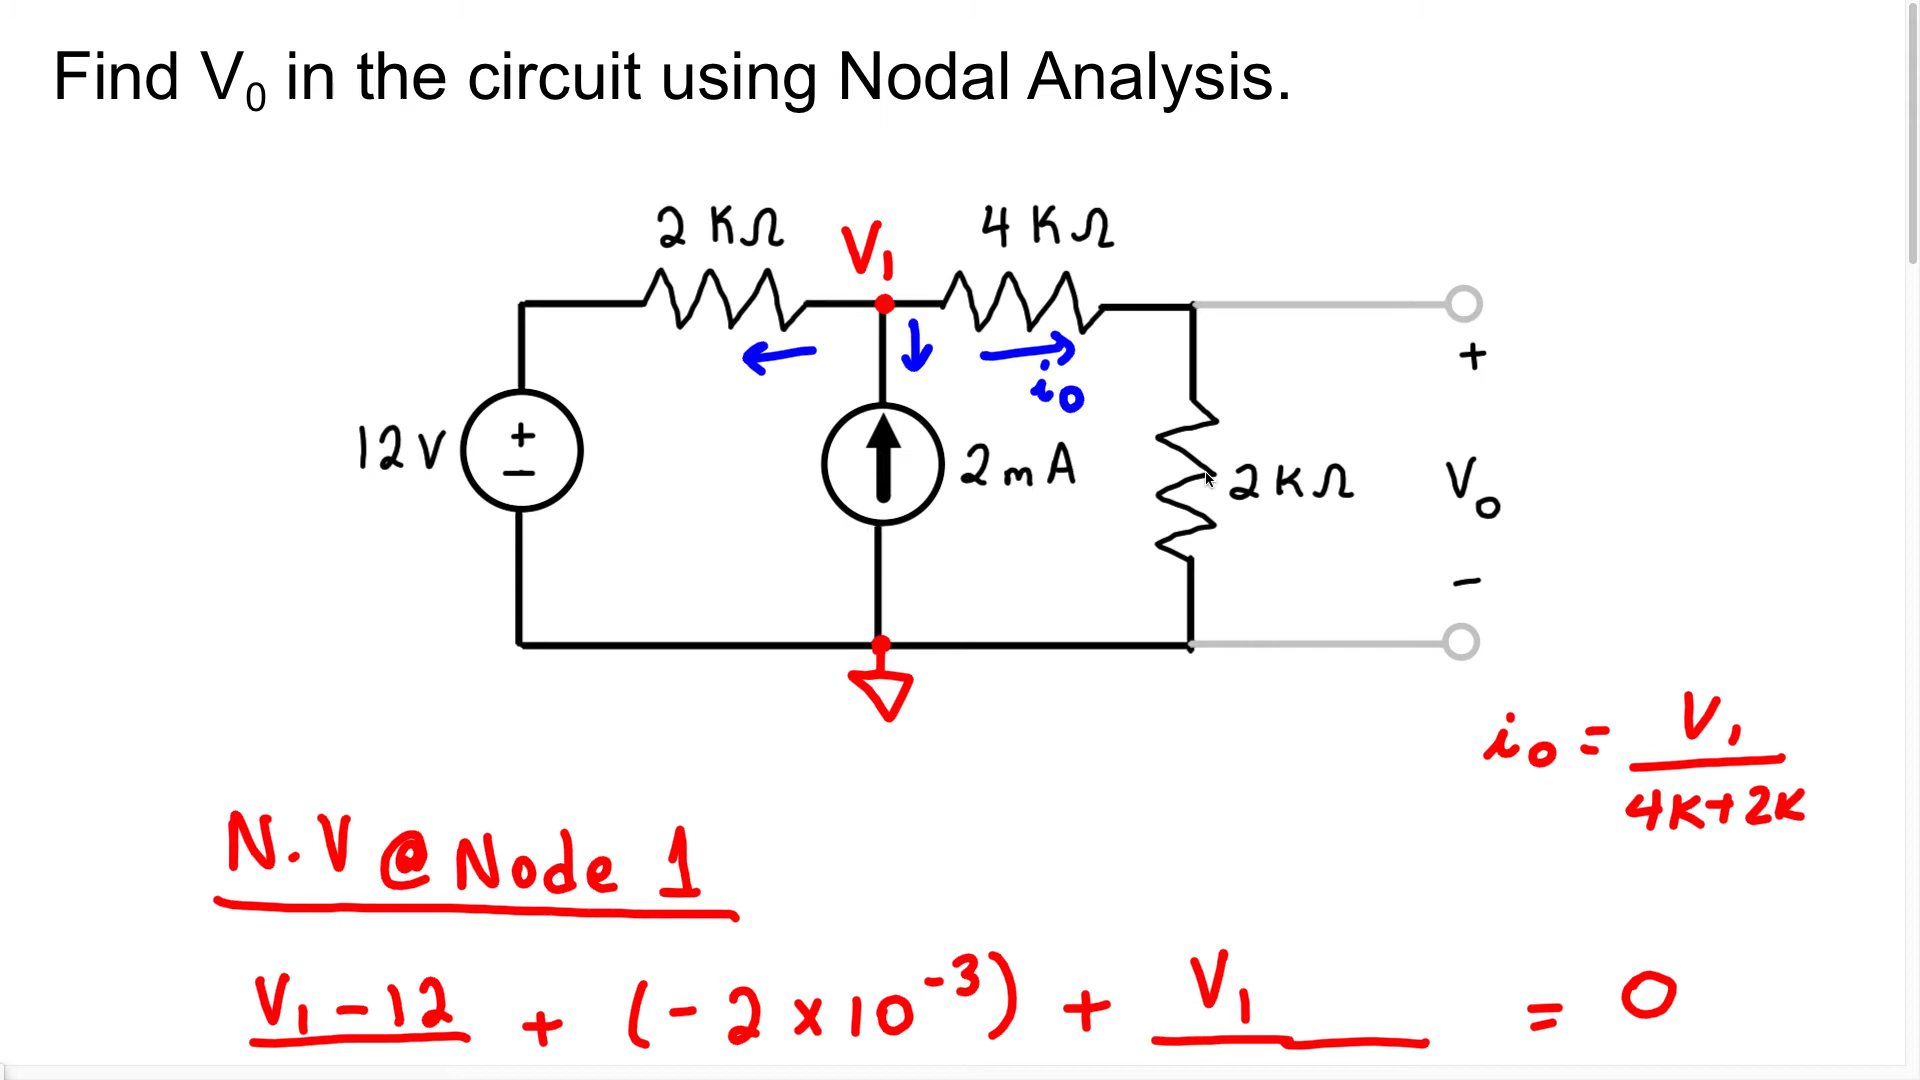 Find V₀ in the circuit using Nodal Analysis.
2 KΩ
V₁
4 KΩ
i₀
12V
+
−
2mA
2KΩ
+
V₀
−
i₀ = V₁ / 4K+2K
N.V @ Node 1
V₁ - 12 + (-2 x 10⁻³) + V₁ = 0